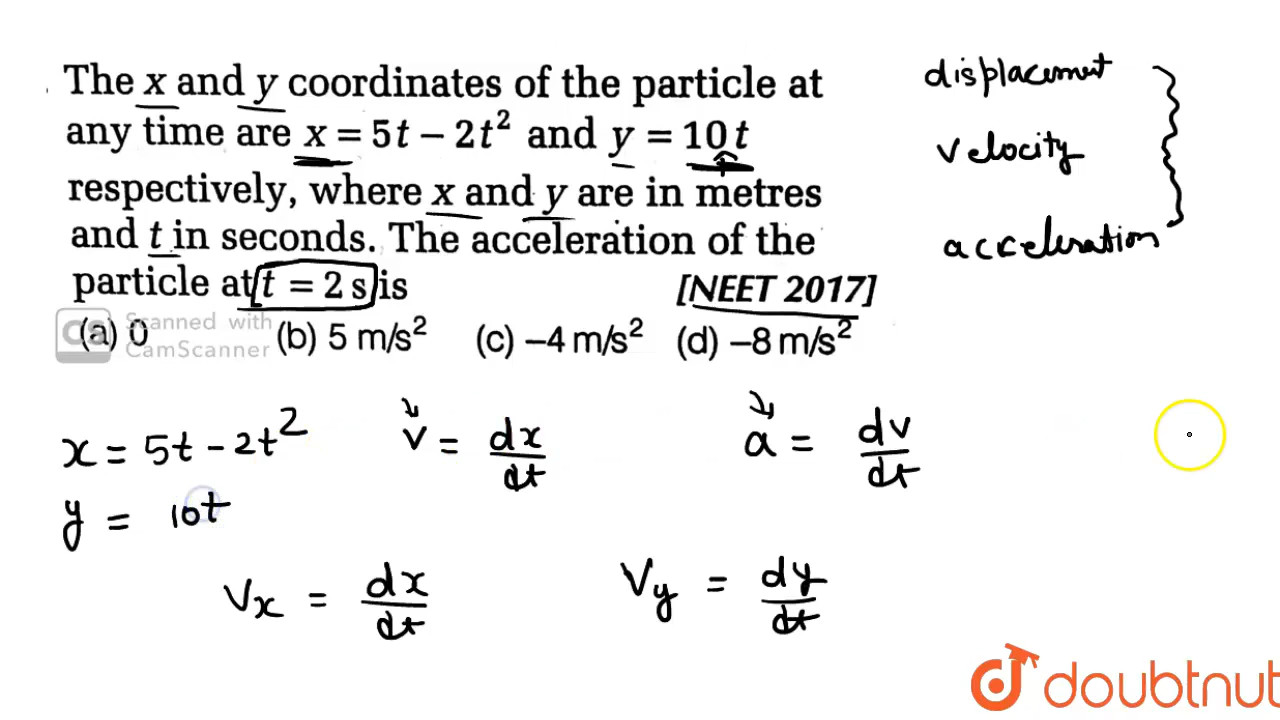 The x and y coordinates of the particle at
any time are x = 5t − 2t² and y = 10t
respectively, where x and y are in metres
and t in seconds. The acceleration of the
particle at t = 2 s is [NEET 2017]
(a) 0 (b) 5 m/s² (c) −4 m/s² (d) −8 m/s²
CS Scanned with
CamScanner
displacement
velocity
acceleration
x = 5t − 2t²
v = dx/dt
a = dv/dt
y = 10t
Vx = dx/dt
Vy = dy/dt
doubtnut